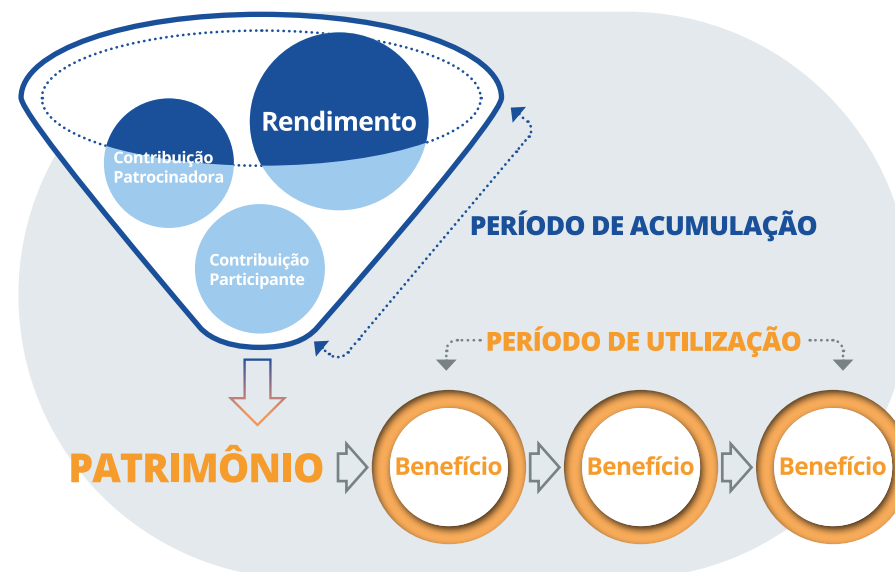 Rendimento
Contribuição
Patrocinadora
Contribuição
Participante
PERÍODO DE ACUMULAÇÃO
PERÍODO DE UTILIZAÇÃO
PATRIMÔNIO
Benefício
Benefício
Benefício